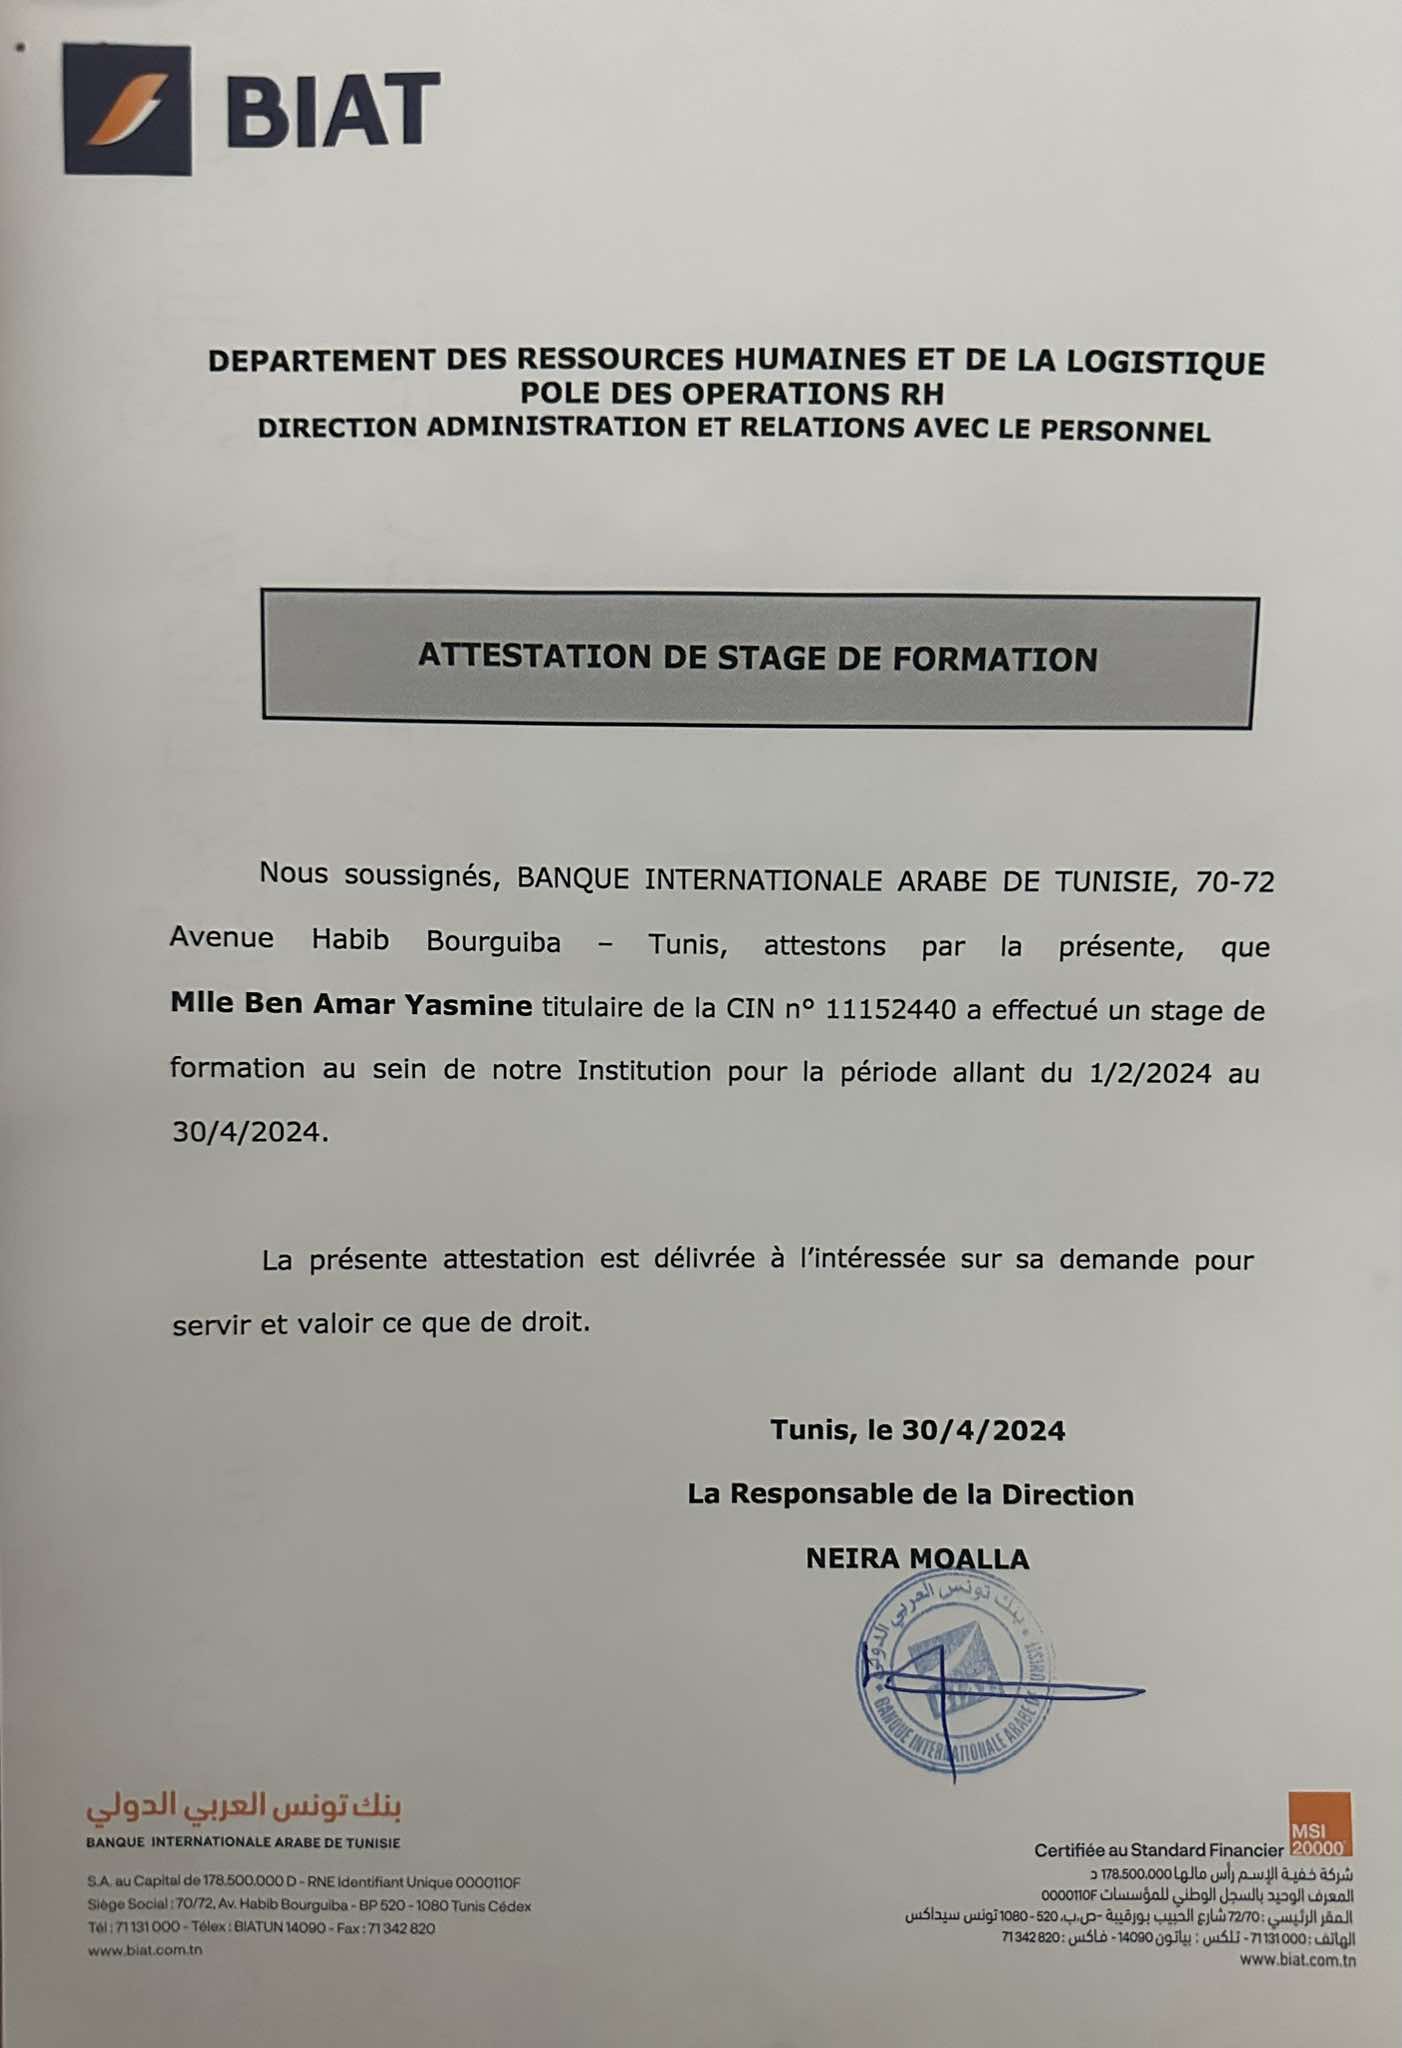 BIAT
DEPARTEMENT DES RESSOURCES HUMAINES ET DE LA LOGISTIQUE
POLE DES OPERATIONS RH
DIRECTION ADMINISTRATION ET RELATIONS AVEC LE PERSONNEL
ATTESTATION DE STAGE DE FORMATION
Nous soussignés, BANQUE INTERNATIONALE ARABE DE TUNISIE, 70-72
Avenue Habib Bourguiba – Tunis, attestons par la présente, que
Mlle Ben Amar Yasmine titulaire de la CIN n° 11152440 a effectué un stage de
formation au sein de notre Institution pour la période allant du 1/2/2024 au
30/4/2024.
La présente attestation est délivrée à l’intéressée sur sa demande pour
servir et valoir ce que de droit.
Tunis, le 30/4/2024
La Responsable de la Direction
NEIRA MOALLA
بنك تونس العربي الدولي
BANQUE INTERNATIONALE ARABE DE
بنك تونس العربي الدولي
BANQUE INTERNATIONALE ARABE DE TUNISIE
S.A. au Capital de 178.500.000 D - RNE Identifiant Unique 0000110F
Siège Social : 70/72, Av. Habib Bourguiba - BP 520 - 1080 Tunis Cédex
Tél : 71 131 000 - Télex : BIATUN 14090 - Fax : 71 342 820
www.biat.com.tn
MSI
20000
Certifiée au Standard Financier
شركة خفية الإسم رأس مالها 178.500.000 د
المعرف الوحيد بالسجل الوطني للمؤسسات 0000110F
المقر الرئيسي : 72/70 شارع الحبيب بورقيبة -ص.ب. 520 - 1080 تونس سيداكس
الهاتف : 71 131 000 - تلكس : بياتون 14090 - فاكس : 71 342 820
www.biat.com.tn